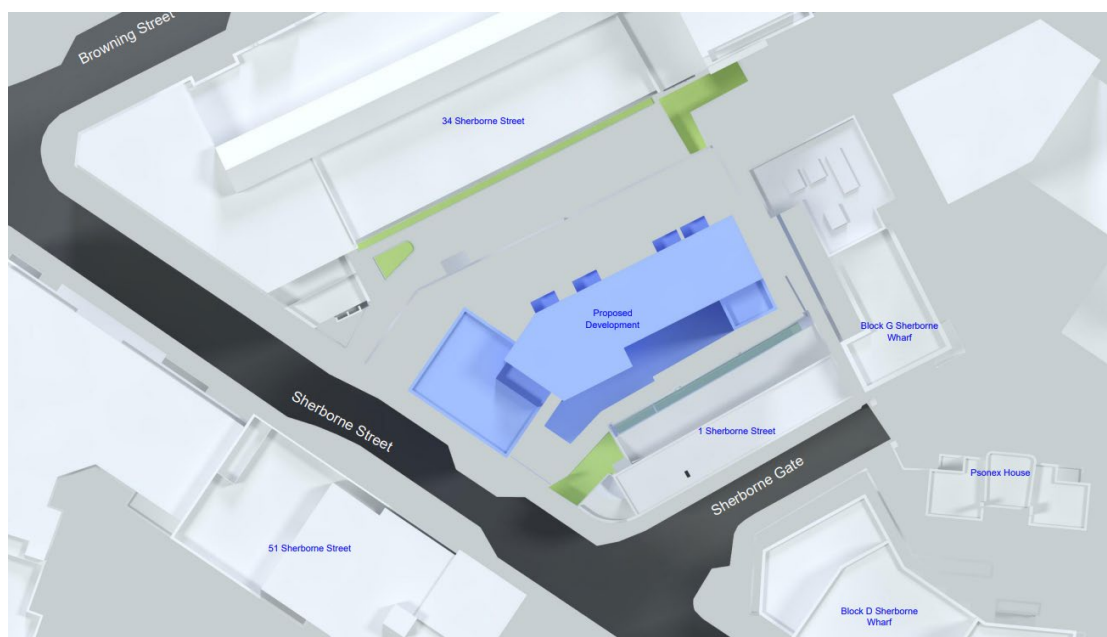 Browning Street
34 Sherborne Street
Proposed
Development
Block G Sherborne
Wharf
Sherborne Street
1 Sherborne Street
Sherborne Gate
Psonex House
51 Sherborne Street
Block D Sherborne
Wharf